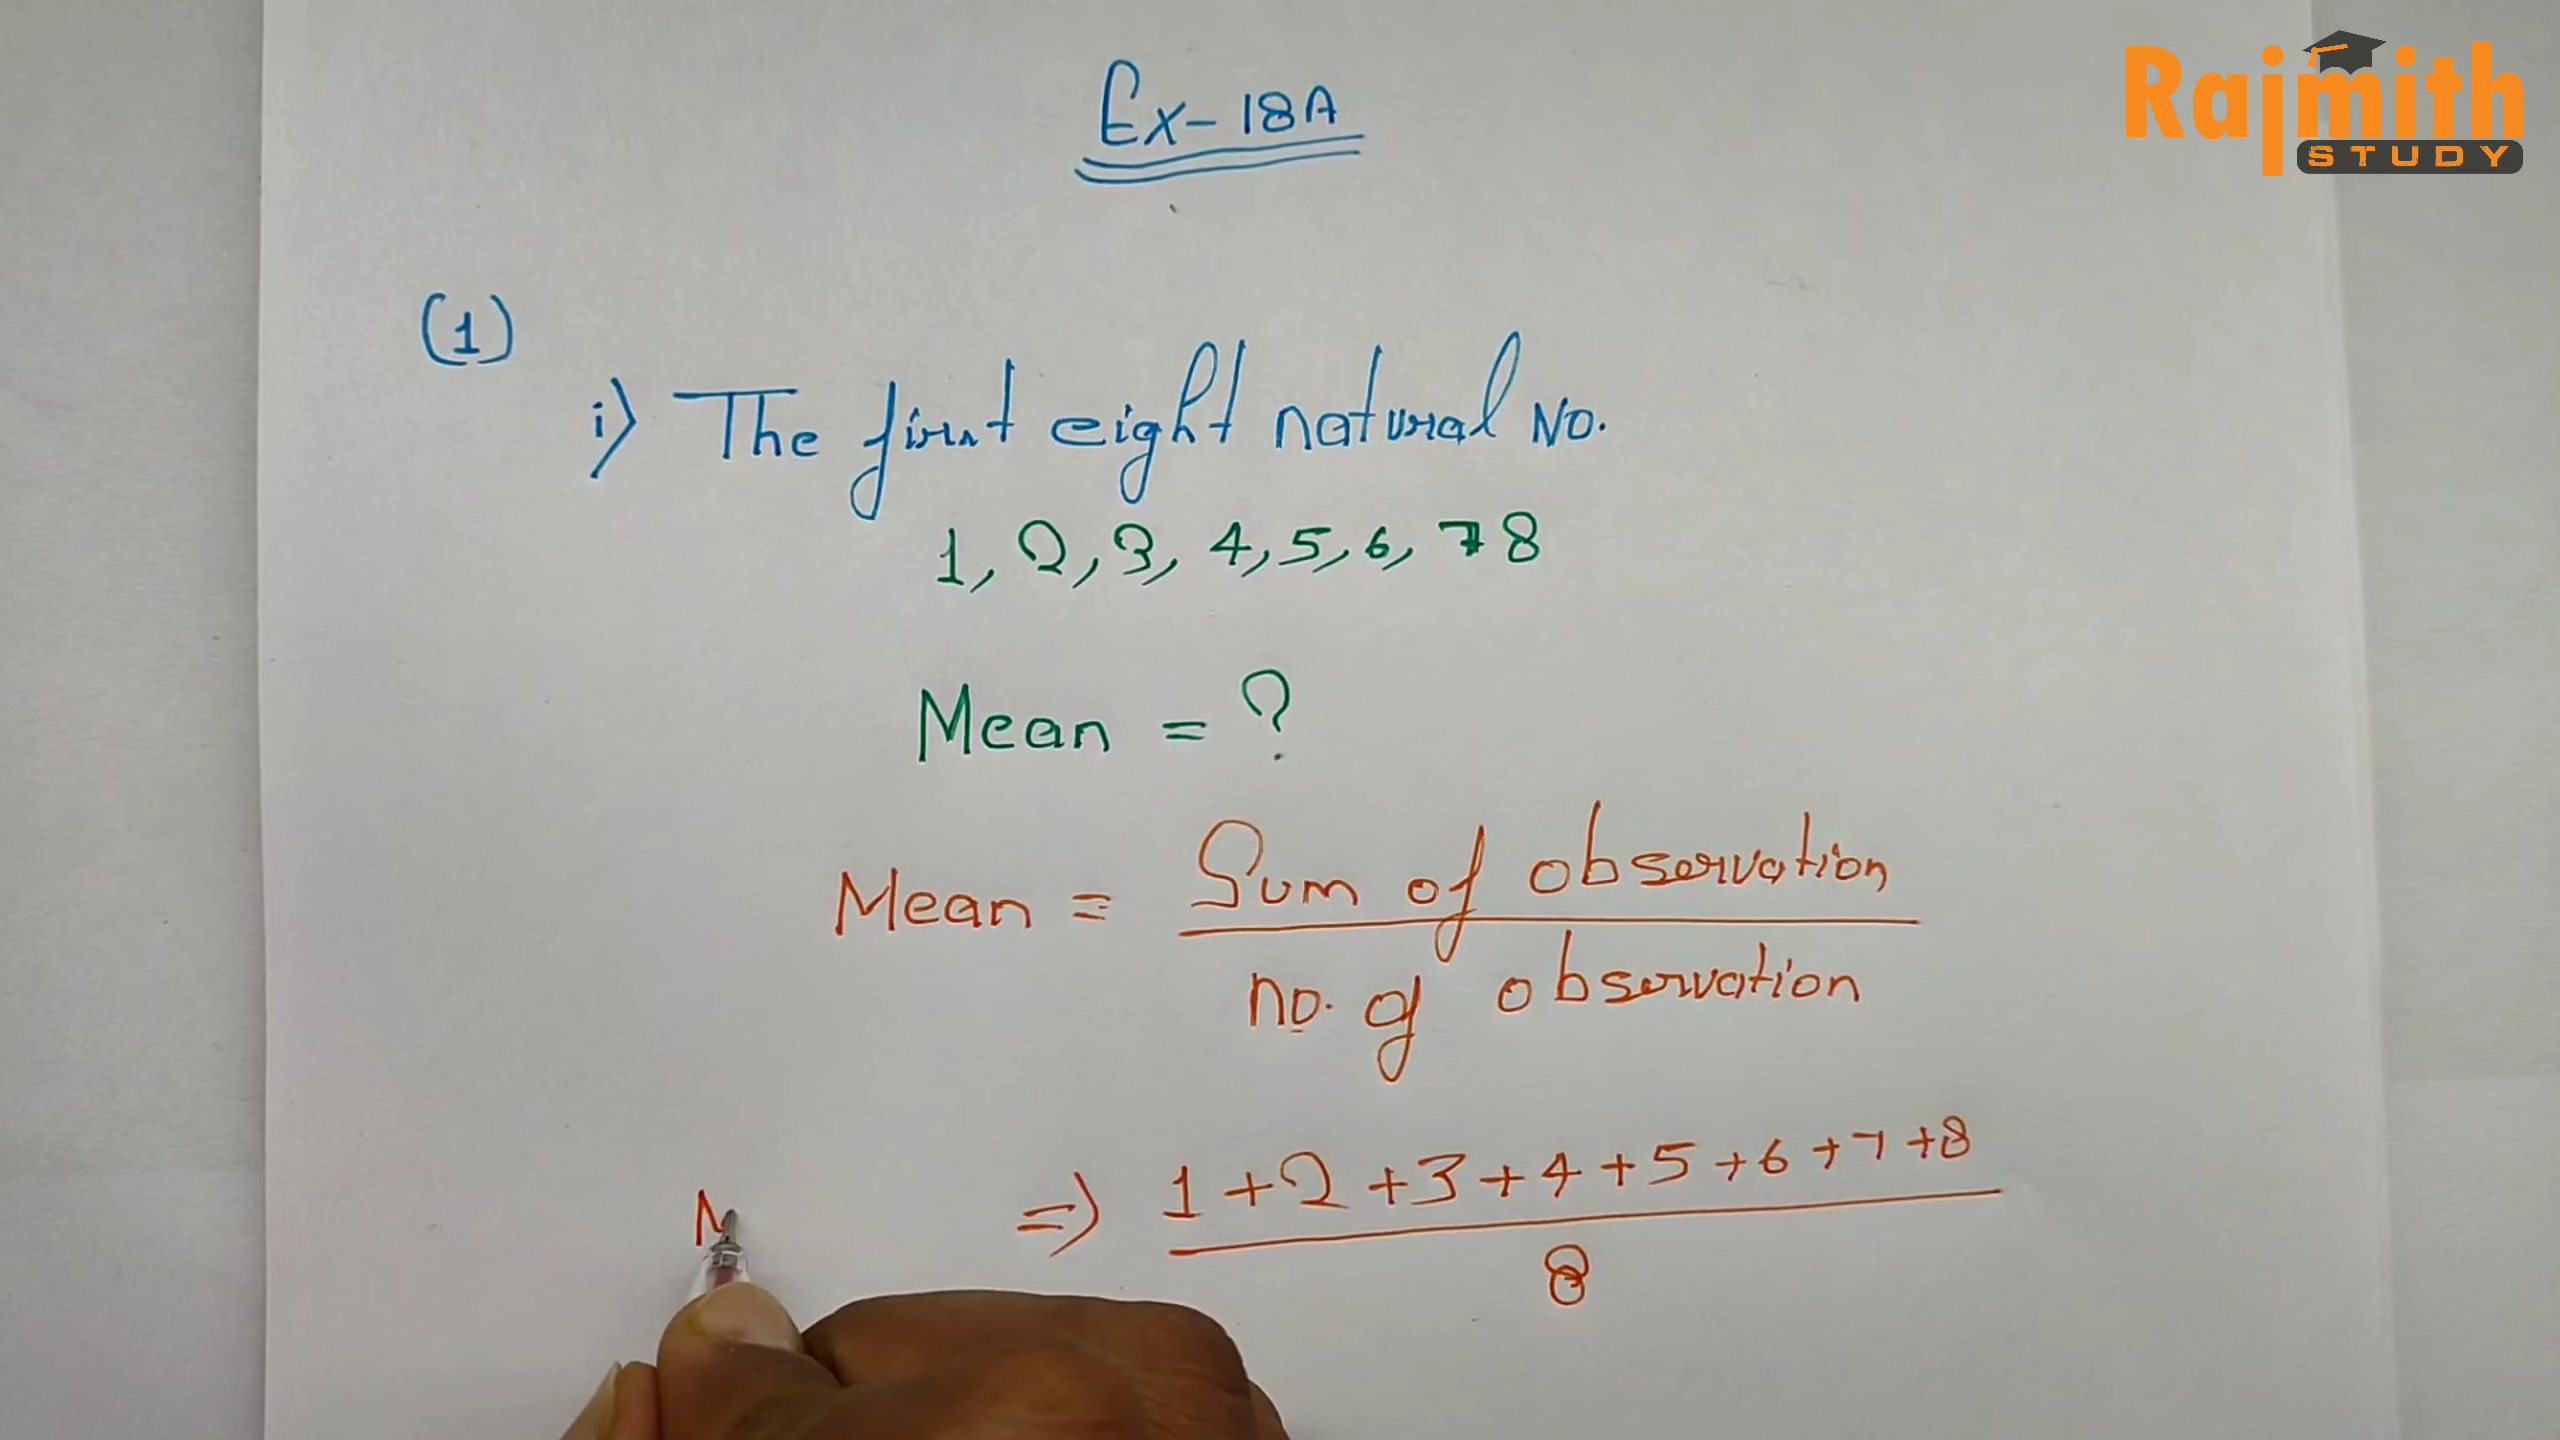 Rajmith
STUDY
Ex-18A
(1)
i) The first eight natural No.
1, 2, 3, 4, 5, 6, 7 8
Mean = ?
Mean = Sum of observation
no. of observation
M => 1+2+3+4+5+6+7+8
8